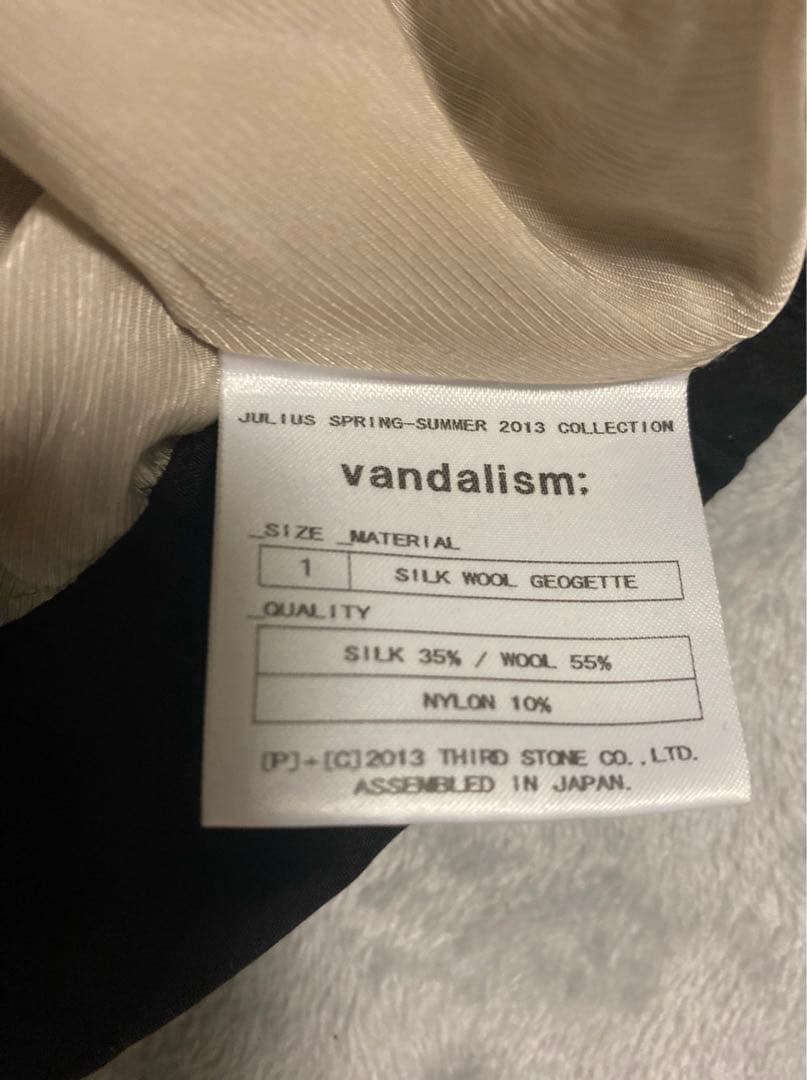 JULIUS SPRING-SUMMER 2013 COLLECTION
vandalism;
_SIZE _MATERIAL
1 SILK WOOL GEOGETTE
_QUALITY
SILK 35% / WOOL 55%
NYLON 10%
[P]+[C]2013 THIRD STONE CO.,LTD.
ASSEMBLED IN JAPAN.